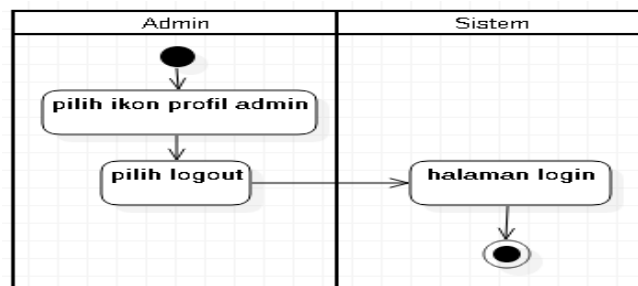 Admin
Sistem
pilih ikon profil admin
pilih logout
halaman login